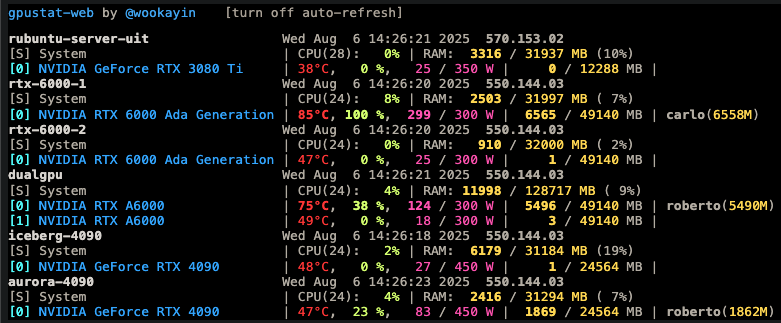 gpustat-web by @wookayin    [turn off auto-refresh]
rubuntu-server-uit                 Wed Aug  6 14:26:21 2025  570.153.02
[S] System                         | CPU(28):   0% | RAM:  3316 / 31937 MB (10%)
[0] NVIDIA GeForce RTX 3080 Ti     | 38°C,   0 %,   25 / 350 W |     0 / 12288 MB |
rtx-6000-1                         Wed Aug  6 14:26:20 2025  550.144.03
[S] System                         | CPU(24):   8% | RAM:  2503 / 31997 MB ( 7%)
[0] NVIDIA RTX 6000 Ada Generation | 85°C, 100 %,  299 / 300 W |  6565 / 49140 MB | carlo(6558M)
rtx-6000-2                         Wed Aug  6 14:26:20 2025  550.144.03
[S] System                         | CPU(24):   0% | RAM:   910 / 32000 MB ( 2%)
[0] NVIDIA RTX 6000 Ada Generation | 47°C,   0 %,   25 / 300 W |     1 / 49140 MB |
dualgpu                            Wed Aug  6 14:26:21 2025  550.144.03
[S] System                         | CPU(24):   4% | RAM: 11998 / 128717 MB ( 9%)
[0] NVIDIA RTX A6000               | 75°C,  38 %,  124 / 300 W |  5496 / 49140 MB | roberto(5490M)
[1] NVIDIA RTX A6000               | 49°C,   0 %,   18 / 300 W |     3 / 49140 MB |
iceberg-4090                       Wed Aug  6 14:26:18 2025  550.144.03
[S] System                         | CPU(24):   2% | RAM:  6179 / 31184 MB (19%)
[0] NVIDIA GeForce RTX 4090        | 48°C,   0 %,   27 / 450 W |     1 / 24564 MB |
aurora-4090                        Wed Aug  6 14:26:23 2025  550.144.03
[S] System                         | CPU(24):   4% | RAM:  2416 / 31294 MB ( 7%)
[0] NVIDIA GeForce RTX 4090        | 47°C,  23 %,   83 / 450 W |  1869 / 24564 MB | roberto(1862M)